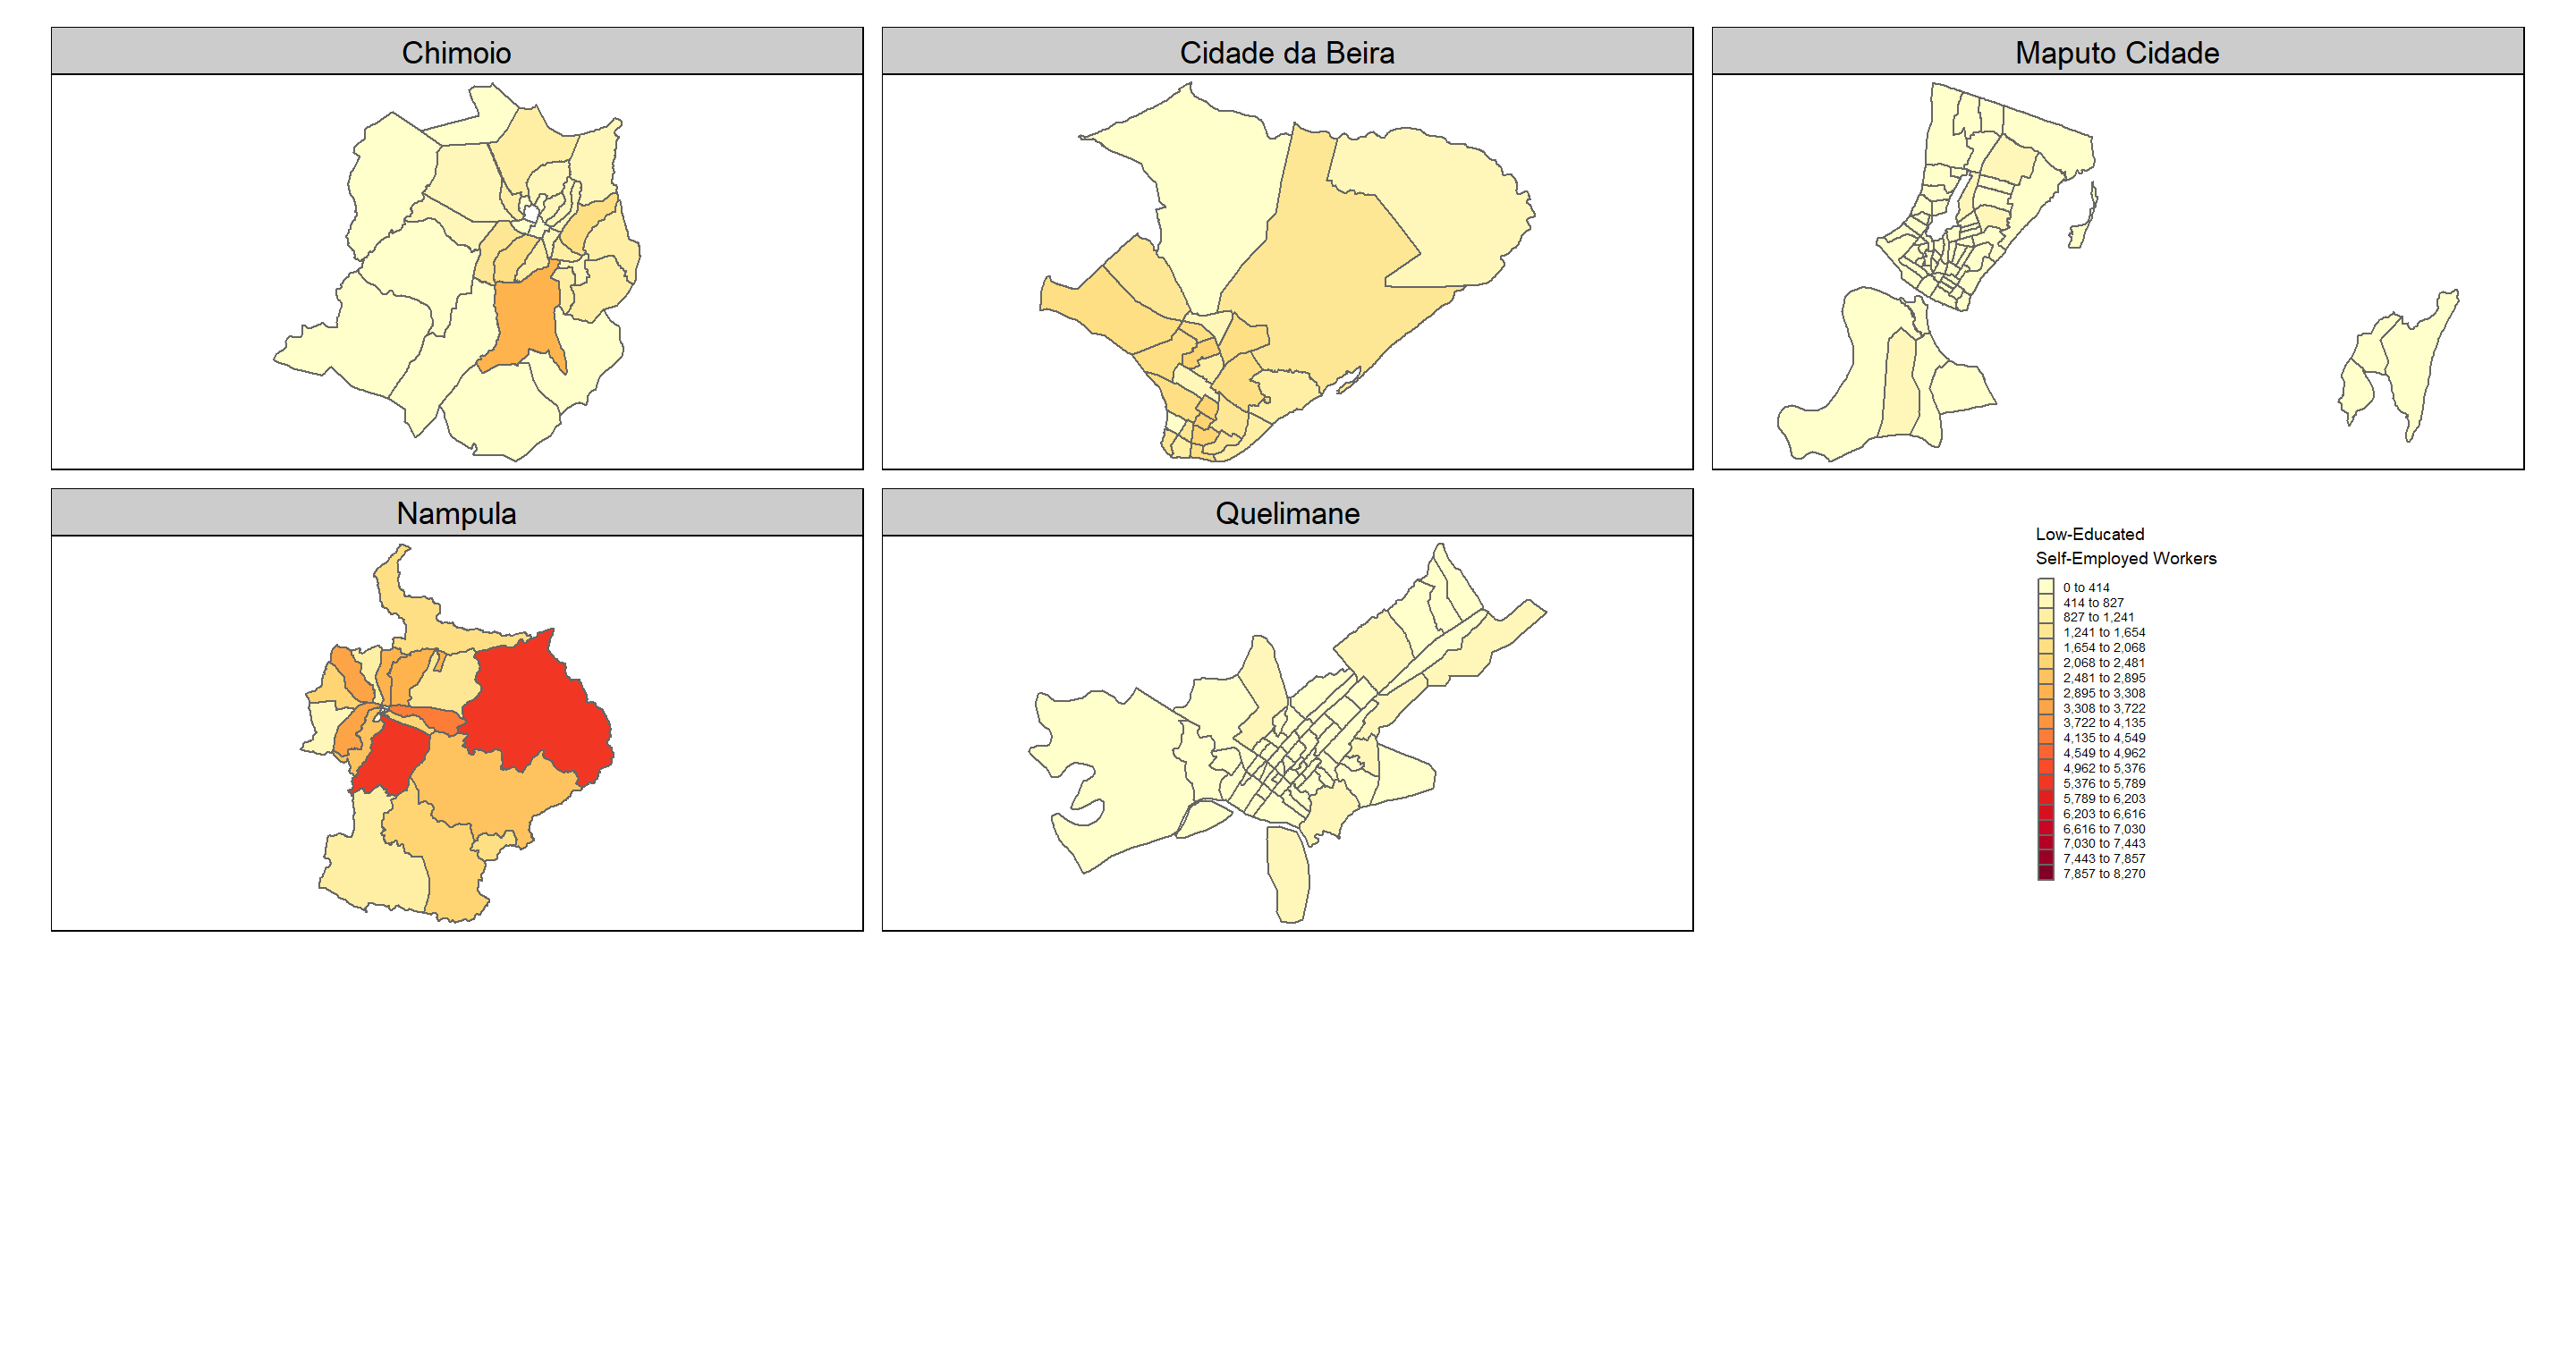 Chimoio
Cidade da Beira
Maputo Cidade
Nampula
Quelimane
Low-Educated
Self-Employed Workers
0 to 414
414 to 827
827 to 1,241
1,241 to 1,654
1,654 to 2,068
2,068 to 2,481
2,481 to 2,895
2,895 to 3,308
3,308 to 3,722
3,722 to 4,135
4,135 to 4,549
4,549 to 4,962
4,962 to 5,376
5,376 to 5,789
5,789 to 6,203
6,203 to 6,616
6,616 to 7,030
7,030 to 7,443
7,443 to 7,857
7,857 to 8,270